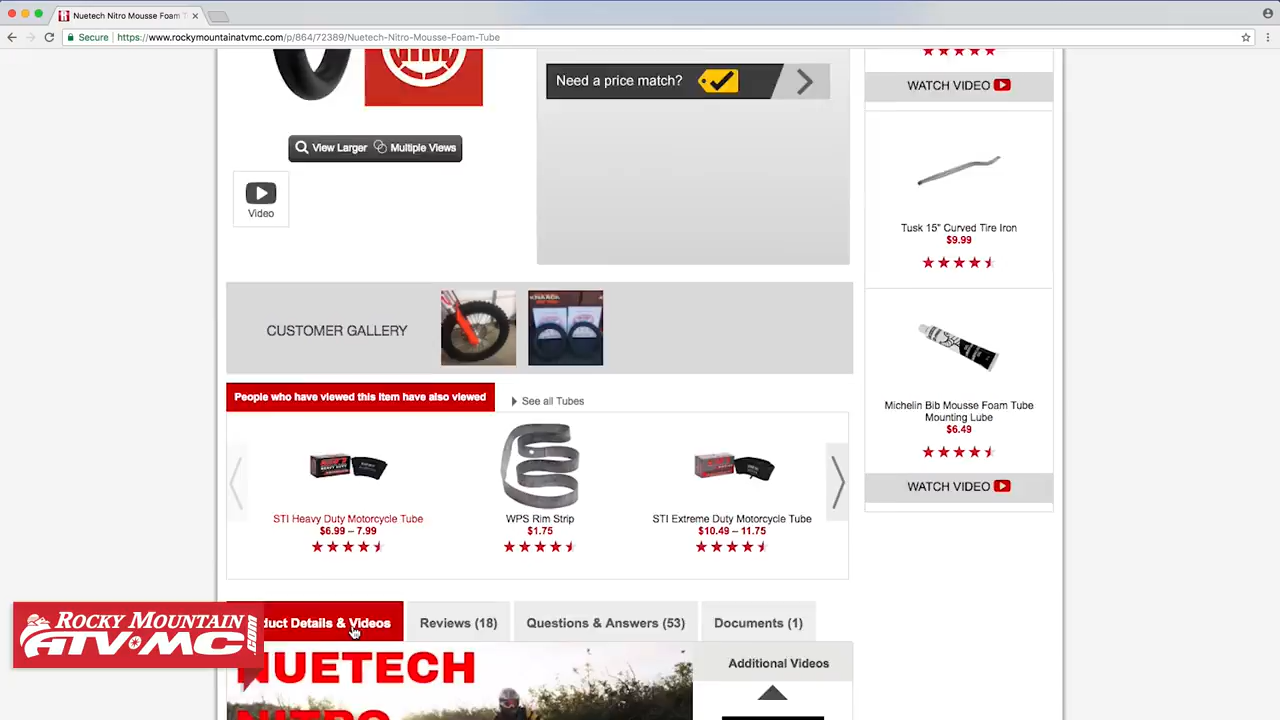 Nuetech Nitro Mousse Foam T
Secure
https://www.rockymountainatvmc.com/p/864/72389/Nuetech-Nitro-Mousse-Foam-Tube
Need a price match?
View Larger
Multiple Views
Video
CUSTOMER GALLERY
People who have viewed this item have also viewed
See all Tubes
STI Heavy Duty Motorcycle Tube
$6.99 – 7.99
WPS Rim Strip
$1.75
STI Extreme Duty Motorcycle Tube
$10.49 – 11.75
WATCH VIDEO
Tusk 15" Curved Tire Iron
$9.99
Michelin Bib Mousse Foam Tube
Mounting Lube
$6.49
WATCH VIDEO
duct Details & Videos
Reviews (18)
Questions & Answers (53)
Documents (1)
ROCKY MOUNTAIN
ATV•MC.COM
NUETECH
NITRO
Additional Videos